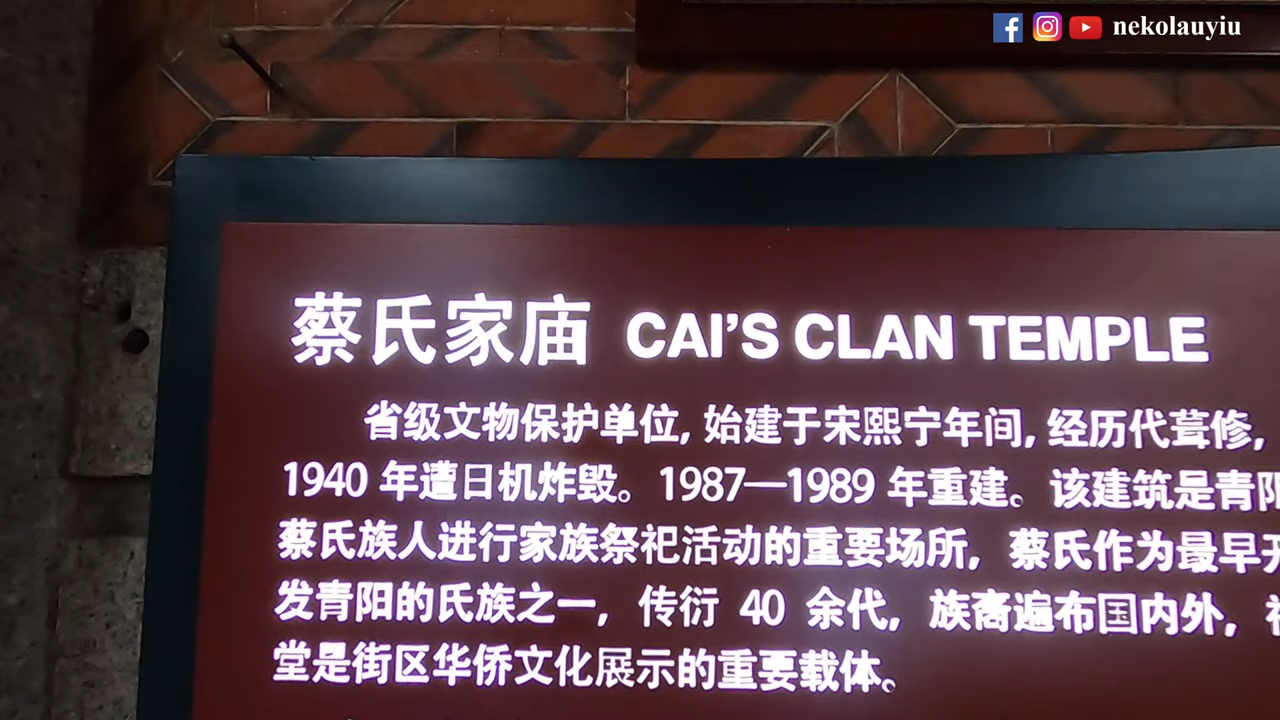 nekolauyiu
蔡氏家庙 CAI'S CLAN TEMPLE
省级文物保护单位, 始建于宋熙宁年间, 经历代葺修,
1940 年遭日机炸毁。1987—1989 年重建。该建筑是青阳
蔡氏族人进行家族祭祀活动的重要场所, 蔡氏作为最早开
发青阳的氏族之一, 传衍 40 余代, 族裔遍布国内外,
堂是街区华侨文化展示的重要载体。